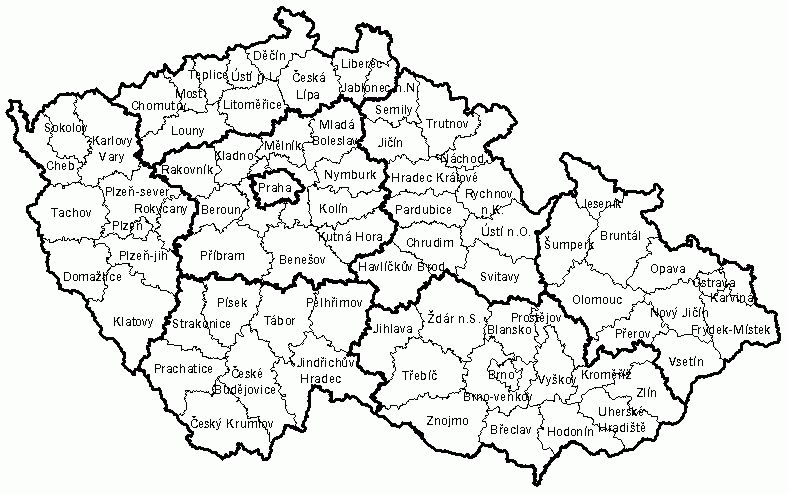 Děčín
Liberec
Teplice
Ústí n.L.
Česká
Lípa
Jablonec n.N.
Most
Chomutov
Litoměřice
Semily
Louny
Mladá
Boleslav
Trutnov
Sokolov
Karlovy
Vary
Mělník
Jičín
Kladno
Náchod
Cheb
Rakovník
Nymburk
Hradec Králové
Praha
Plzeň-sever
Rychnov
n.K.
Jeseník
Tachov
Rokycany
Beroun
Kolín
Pardubice
Plzeň
Kutná Hora
Ústí n.O.
Bruntál
Chrudim
Šumperk
Plzeň-jih
Příbram
Benešov
Havlíčkův Brod
Opava
Domažlice
Svitavy
Ostrava
Karviná
Písek
Pelhřimov
Olomouc
Klatovy
Strakonice
Tábor
Jihlava
Žďár n.S.
Prostějov
Blansko
Nový Jičín
Přerov
Frýdek-Místek
Prachatice
České
Budějovice
Jindřichův
Hradec
Třebíč
Brno
Vyškov
Kroměříž
Vsetín
Brno-venkov
Zlín
Český Krumlov
Znojmo
Břeclav
Hodonín
Uherské
Hradiště